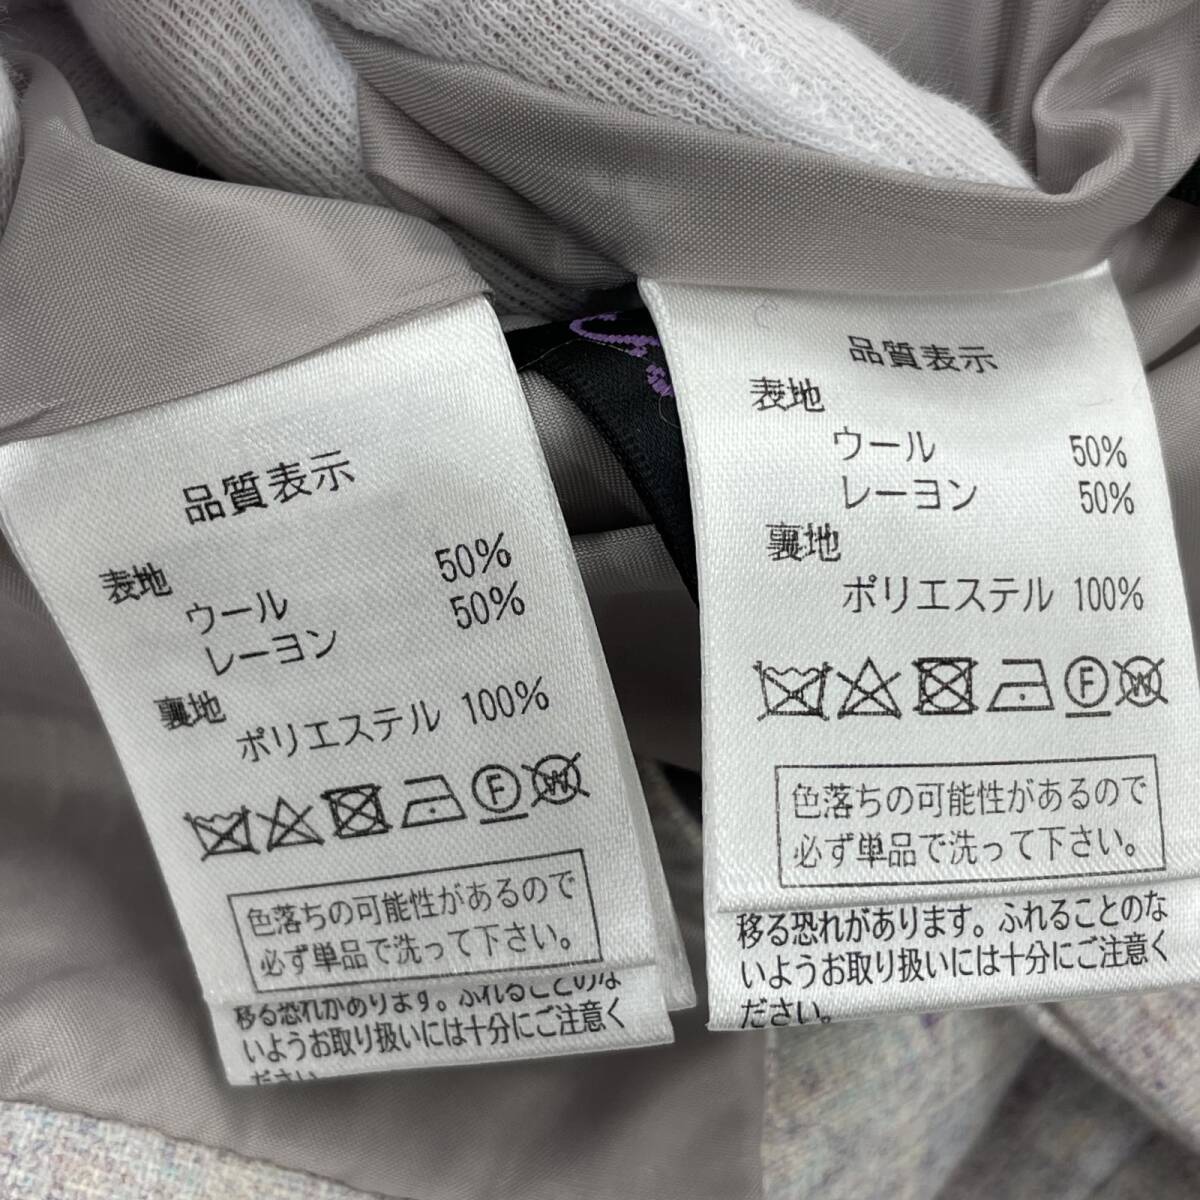 品質表示
表地
ウール 50%
レーヨン 50%
裏地
ポリエステル 100%
F W
色落ちの可能性があるので
必ず単品で洗って下さい。
移る恐れがあります。ふれることのな
いようお取り扱いには十分にご注意く
ださい
品質表示
表地
ウール 50%
レーヨン 50%
裏地
ポリエステル 100%
F W
色落ちの可能性があるので
必ず単品で洗って下さい。
移る恐れがあります。ふれることのな
いようお取り扱いには十分にご注意く
ださい。